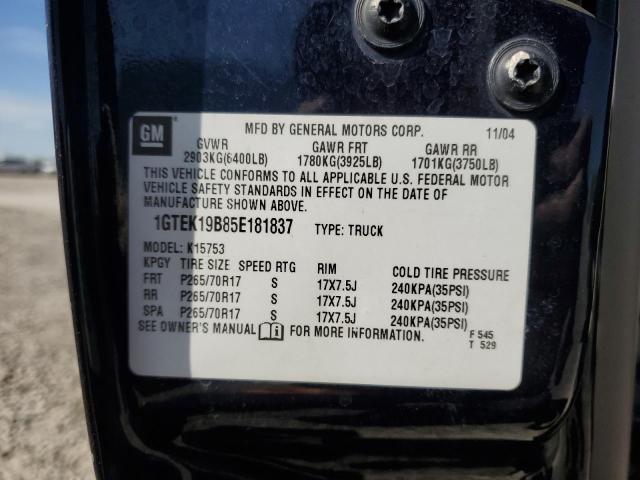 GM
MFD BY GENERAL MOTORS CORP. 11/04
GVWR GAWR FRT GAWR RR
2903KG(6400LB) 1780KG(3925LB) 1701KG(3750LB)
THIS VEHICLE CONFORMS TO ALL APPLICABLE U.S. FEDERAL MOTOR
VEHICLE SAFETY STANDARDS IN EFFECT ON THE DATE OF
MANUFACTURE SHOWN ABOVE.
1GTEK19B85E181837 TYPE: TRUCK
MODEL: K15753
KPGY TIRE SIZE SPEED RTG RIM COLD TIRE PRESSURE
FRT P265/70R17 S 17X7.5J 240KPA(35PSI)
RR P265/70R17 S 17X7.5J 240KPA(35PSI)
SPA P265/70R17 S 17X7.5J 240KPA(35PSI)
SEE OWNER'S MANUAL FOR MORE INFORMATION. F 545
T 529